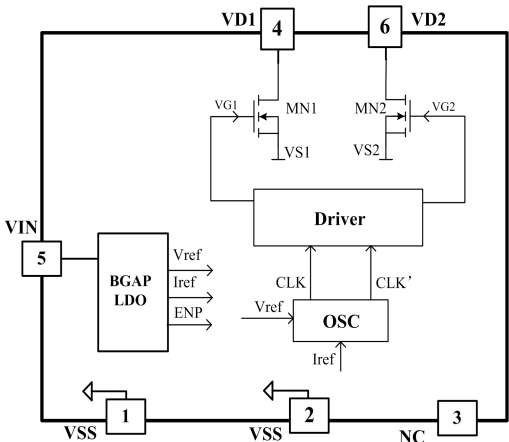 VD1 4 6 VD2
VG1 MN1 MN2 VG2
VS1 VS2
Driver
VIN
5
BGAP
LDO
Vref
Iref
ENP
CLK CLK’
Vref
OSC
Iref
1 2 3
VSS VSS NC